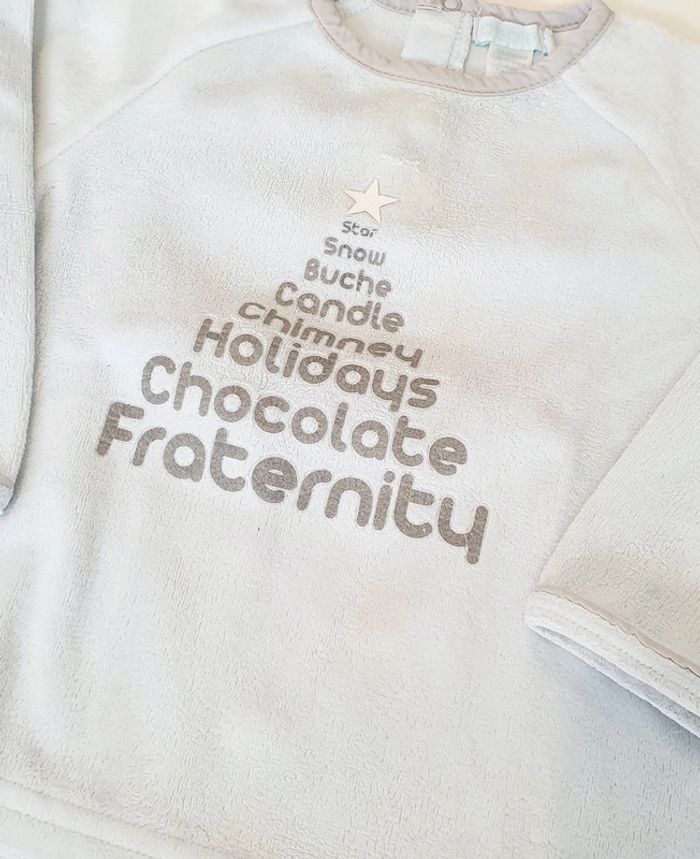 Star
Snow
Buche
Candle
chimney
Holidays
Chocolate
Fraternity